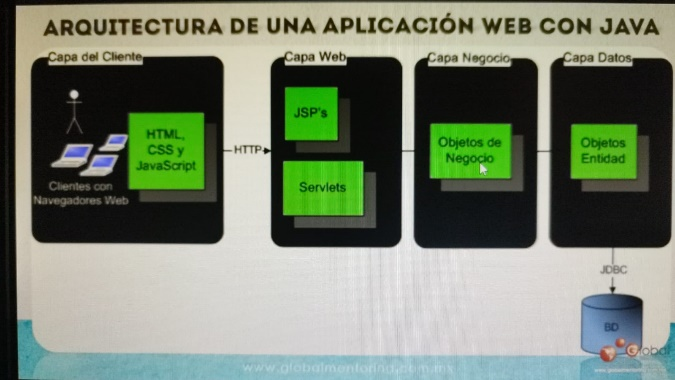 ARQUITECTURA DE UNA APLICACIÓN WEB CON JAVA
Capa del Cliente
HTML,
CSS y
JavaScript
Clientes con
Navegadores Web
HTTP
Capa Web
JSP's
Servlets
Capa Negocio
Objetos de
Negocio
Capa Datos
Objetos
Entidad
JDBC
BD
Global
www.globalmentoring.com.mx